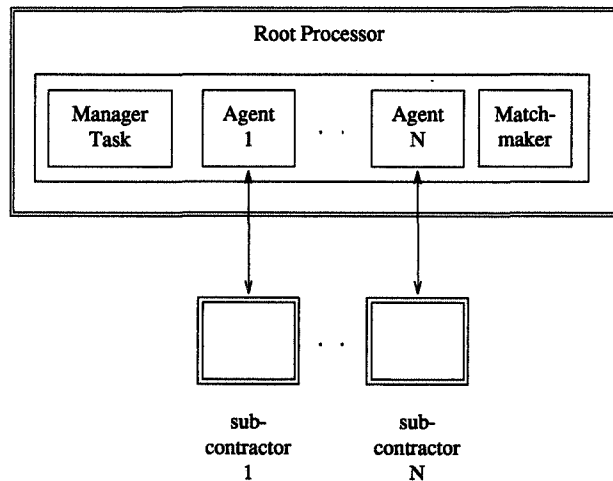 Root Processor
Manager
Task
Agent
1
. .
Agent
N
Match-
maker
. .
sub-
contractor
1
sub-
contractor
N